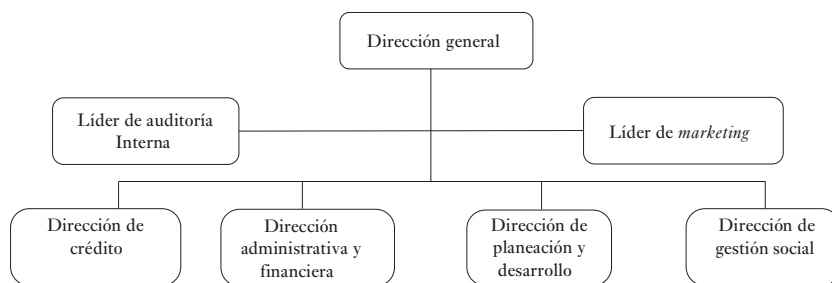 Dirección general
Líder de auditoría
Interna
Líder de marketing
Dirección de
crédito
Dirección
administrativa y
financiera
Dirección de
planeación y
desarrollo
Dirección de
gestión social